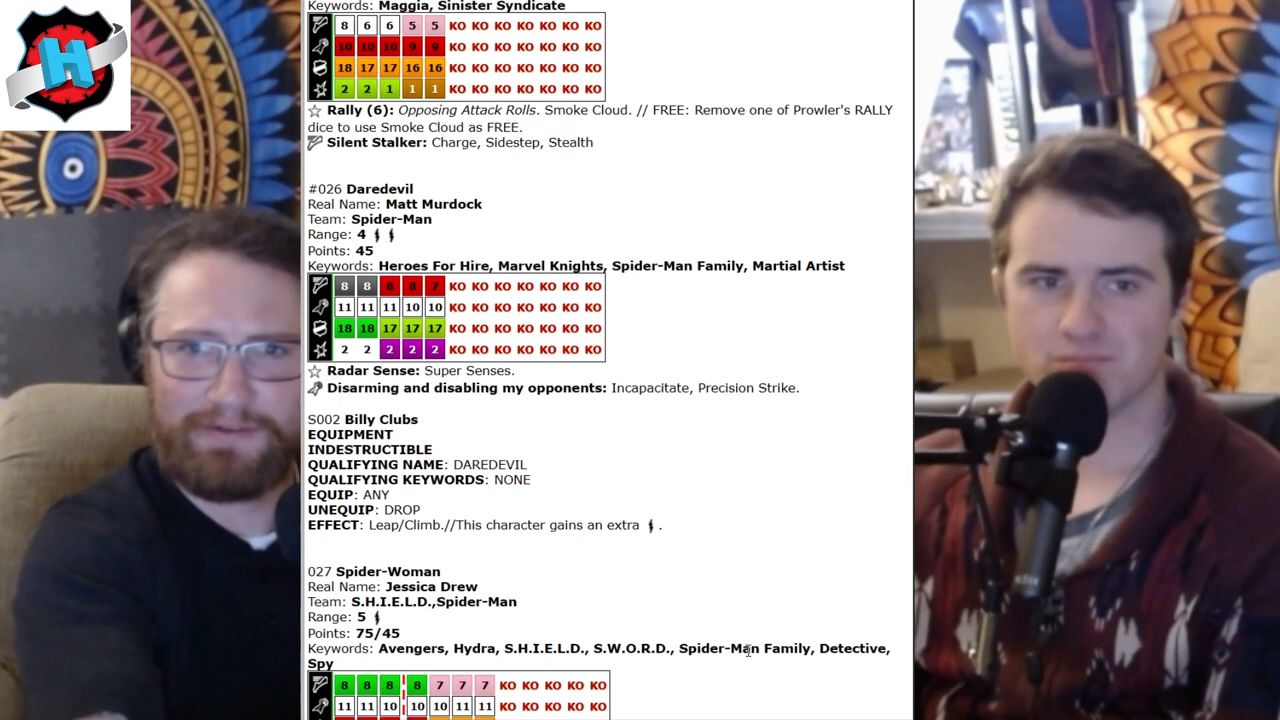 H
Keywords: Maggia, Sinister Syndicate
8 6 6 5 5 KO KO KO KO KO KO KO
10 10 10 9 9 KO KO KO KO KO KO KO
18 17 17 16 16 KO KO KO KO KO KO KO
2 2 1 1 1 KO KO KO KO KO KO KO
Rally (6): Opposing Attack Rolls. Smoke Cloud. // FREE: Remove one of Prowler's RALLY
dice to use Smoke Cloud as FREE.
Silent Stalker: Charge, Sidestep, Stealth
#026 Daredevil
Real Name: Matt Murdock
Team: Spider-Man
Range: 4
Points: 45
Keywords: Heroes For Hire, Marvel Knights, Spider-Man Family, Martial Artist
8 8 8 8 7 KO KO KO KO KO KO KO
11 11 11 10 10 KO KO KO KO KO KO KO
18 18 17 17 17 KO KO KO KO KO KO KO
2 2 2 2 2 KO KO KO KO KO KO KO
Radar Sense: Super Senses.
Disarming and disabling my opponents: Incapacitate, Precision Strike.
S002 Billy Clubs
EQUIPMENT
INDESTRUCTIBLE
QUALIFYING NAME: DAREDEVIL
QUALIFYING KEYWORDS: NONE
EQUIP: ANY
UNEQUIP: DROP
EFFECT: Leap/Climb.//This character gains an extra .
027 Spider-Woman
Real Name: Jessica Drew
Team: S.H.I.E.L.D.,Spider-Man
Range: 5
Points: 75/45
Keywords: Avengers, Hydra, S.H.I.E.L.D., S.W.O.R.D., Spider-Man Family, Detective,
Spy
8 8 8 8 7 7 7 KO KO KO KO KO
11 11 10 10 10 11 11 KO KO KO KO KO